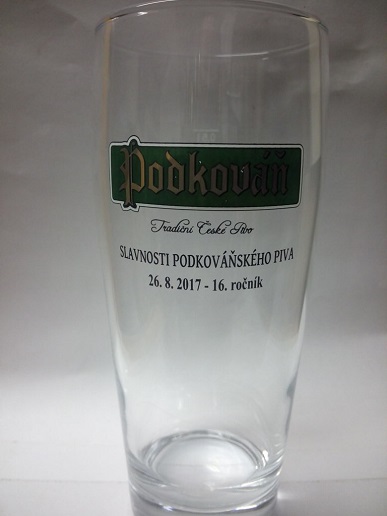 Podkováň
Tradiční České Pivo
SLAVNOSTI PODKOVÁŇSKÉHO PIVA
26. 8. 2017 - 16. ročník